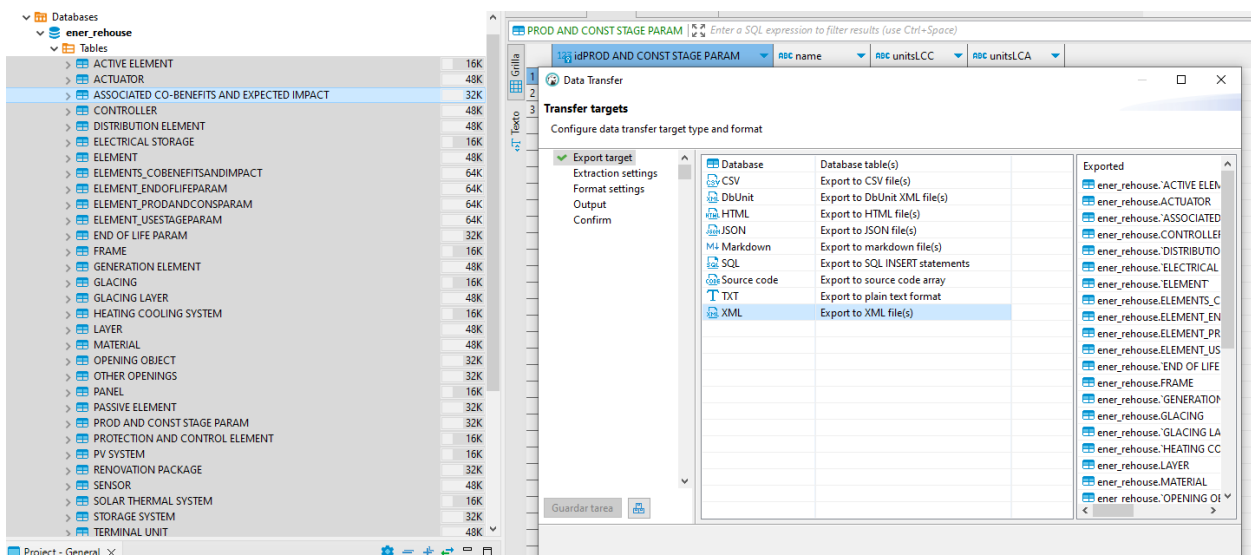 Databases
ener_rehouse
Tables
ACTIVE ELEMENT 16K
ACTUATOR 48K
ASSOCIATED CO-BENEFITS AND EXPECTED IMPACT 32K
CONTROLLER 48K
DISTRIBUTION ELEMENT 48K
ELECTRICAL STORAGE 16K
ELEMENT 48K
ELEMENTS_COBENEFITSANDIMPACT 64K
ELEMENT_ENDOFLIFEPARAM 64K
ELEMENT_PRODANDCONSPARAM 64K
ELEMENT_USESTAGEPARAM 64K
END OF LIFE PARAM 32K
FRAME 16K
GENERATION ELEMENT 48K
GLACING 16K
GLACING LAYER 48K
HEATING COOLING SYSTEM 16K
LAYER 48K
MATERIAL 48K
OPENING OBJECT 32K
OTHER OPENINGS 32K
PANEL 16K
PASSIVE ELEMENT 32K
PROD AND CONST STAGE PARAM 32K
PROTECTION AND CONTROL ELEMENT 16K
PV SYSTEM 16K
RENOVATION PACKAGE 32K
SENSOR 48K
SOLAR THERMAL SYSTEM 16K
STORAGE SYSTEM 32K
TERMINAL UNIT 48K
Project - General
PROD AND CONST STAGE PARAM Enter a SQL expression to filter results (use Ctrl+Space)
Grilla
Texto
123 idPROD AND CONST STAGE PARAM ABC name ABC unitsLCC ABC unitsLCA
1
2
3
Data Transfer
Transfer targets
Configure data transfer target type and format
Export target
Extraction settings
Format settings
Output
Confirm
Database Database table(s)
CSV Export to CSV file(s)
DbUnit Export to DbUnit XML file(s)
HTML Export to HTML file(s)
JSON Export to JSON file(s)
M↓ Markdown Export to markdown file(s)
SQL Export to SQL INSERT statements
Source code Export to source code array
TXT Export to plain text format
XML Export to XML file(s)
Exported
ener_rehouse.`ACTIVE ELEM
ener_rehouse.ACTUATOR
ener_rehouse.`ASSOCIATED
ener_rehouse.CONTROLLER
ener_rehouse.`DISTRIBUTIO
ener_rehouse.`ELECTRICAL
ener_rehouse.`ELEMENT`
ener_rehouse.ELEMENTS_C
ener_rehouse.ELEMENT_EN
ener_rehouse.ELEMENT_PR
ener_rehouse.ELEMENT_US
ener_rehouse.`END OF LIFE
ener_rehouse.FRAME
ener_rehouse.`GENERATION
ener_rehouse.GLACING
ener_rehouse.`GLACING LA
ener_rehouse.`HEATING CO
ener_rehouse.LAYER
ener_rehouse.MATERIAL
ener_rehouse.`OPENING OB
Guardar tarea